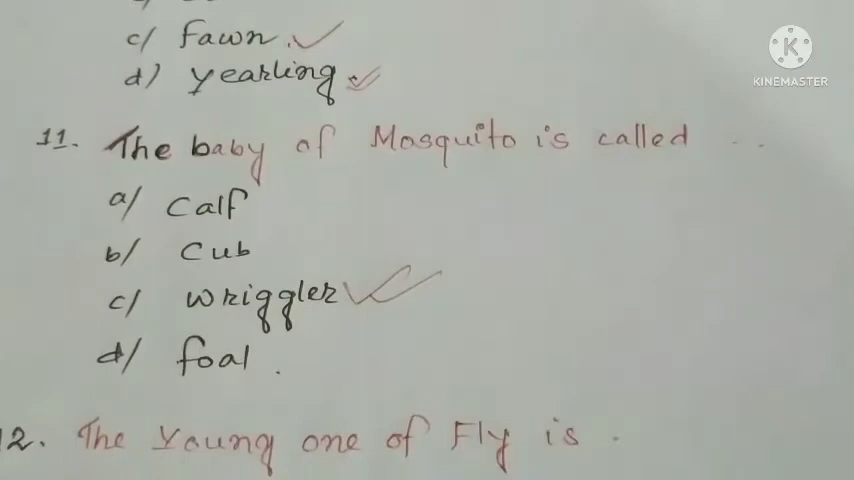 c/ Fawn.
d) Yearling
11. The baby of Mosquito is called ..
a/ Calf
b/ Cub
c/ Wriggler
d/ foal.
12. The Young one of Fly is .
K
KINEMASTER